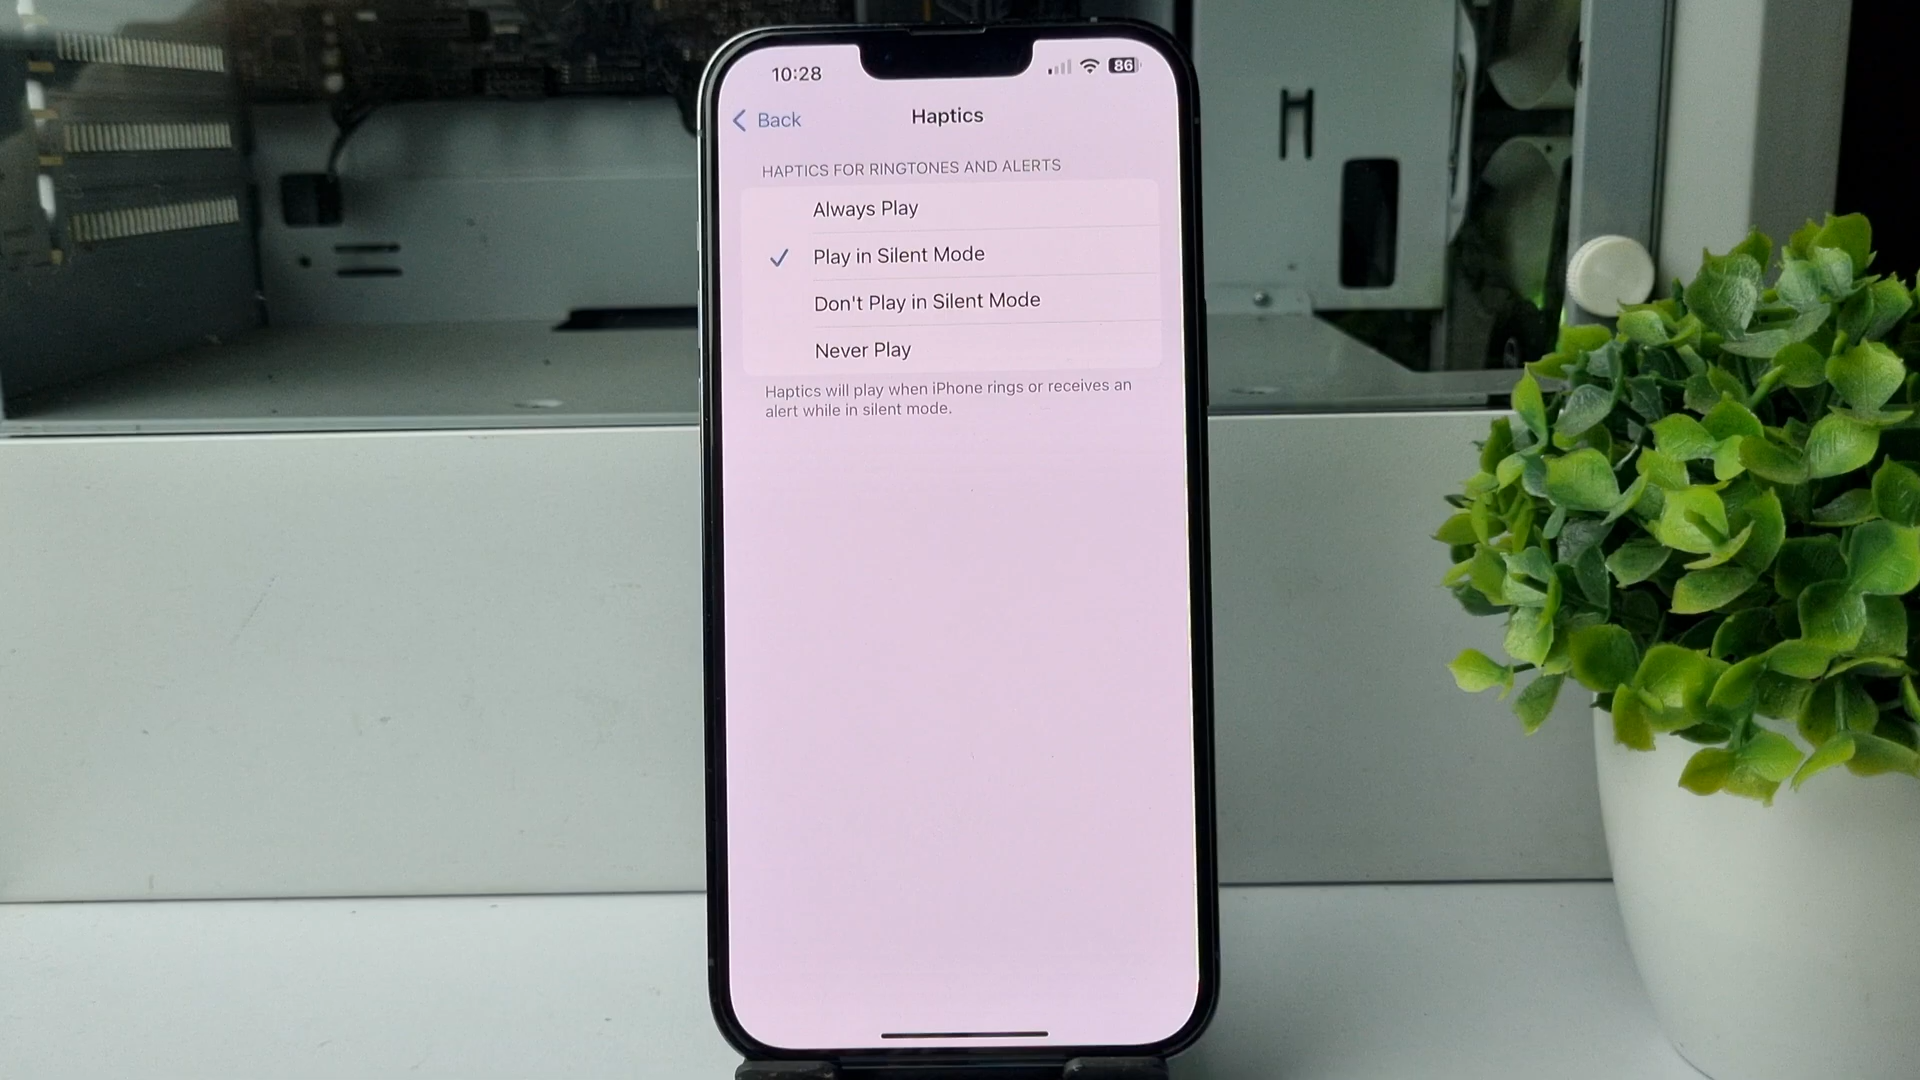 10:28 86
Back Haptics
HAPTICS FOR RINGTONES AND ALERTS
Always Play
Play in Silent Mode
Don't Play in Silent Mode
Never Play
Haptics will play when iPhone rings or receives an
alert while in silent mode.